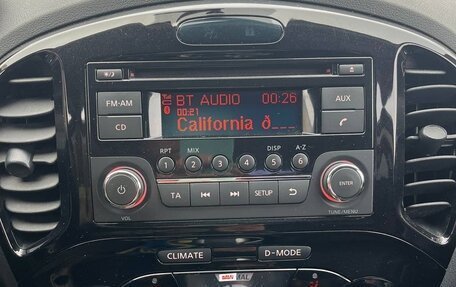 BT AUDIO 00:26
00:21
California ð___
FM-AM
CD
AUX
RPT MIX DISP A-Z
1 2 3 4 5 6
TA SETUP
VOL
ENTER
TUNE/MENU
CLIMATE D-MODE